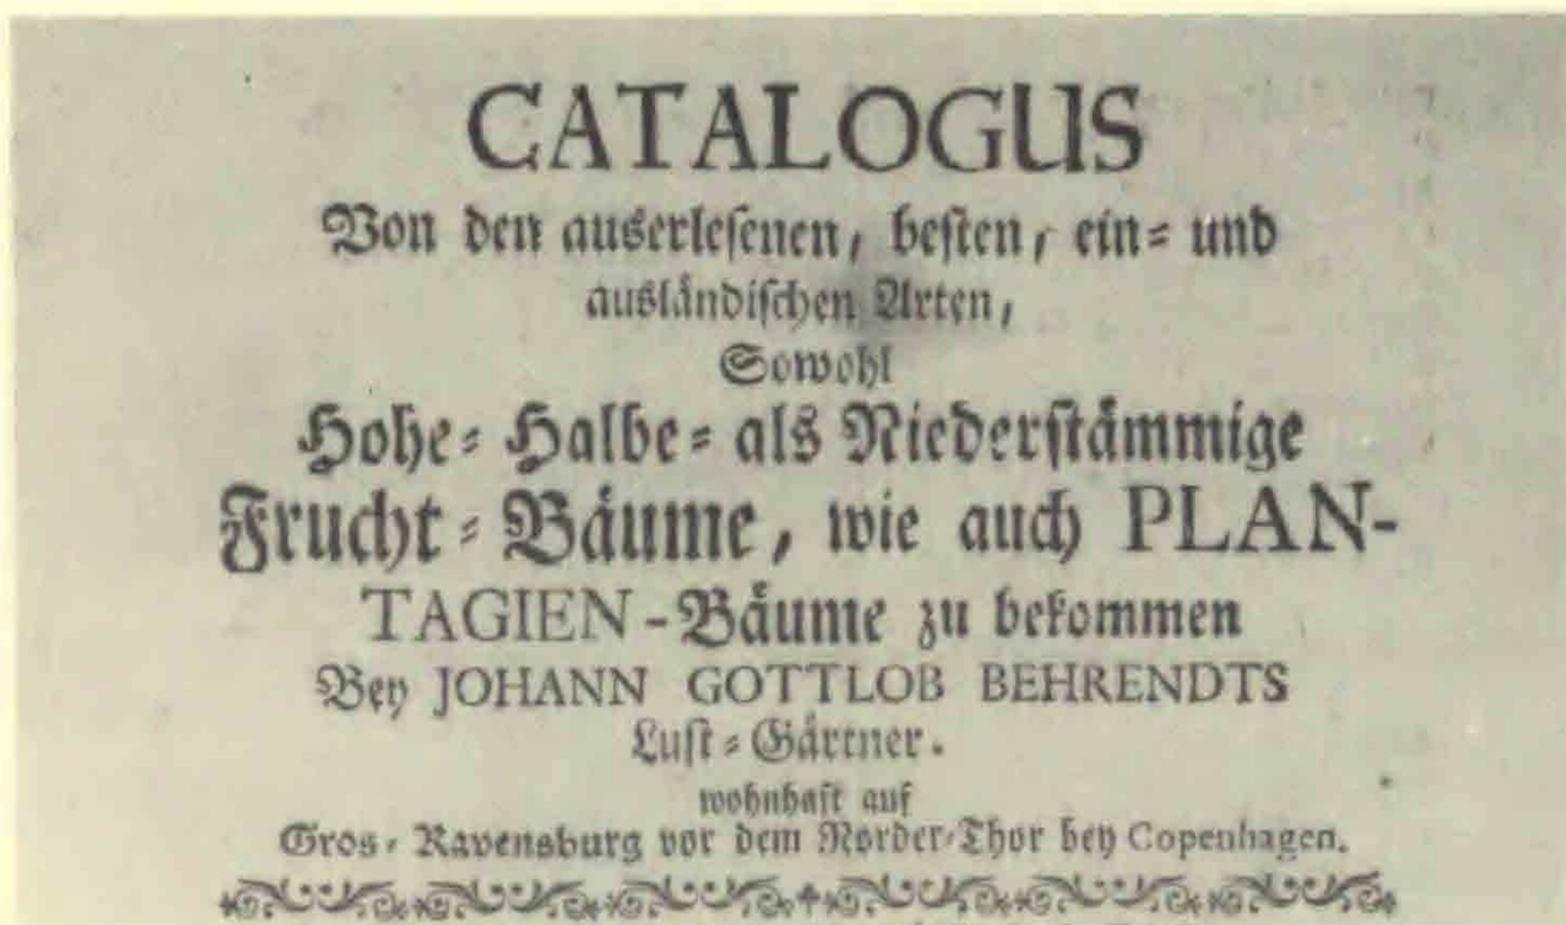 CATALOGUS
Von den auserlesenen, besten, ein- und
ausländischen Arten,
Sowohl
Hohe- Halbe- als Niederstämmige
Frucht-Bäume, wie auch PLAN-
TAGIEN-Bäume zu bekommen
Bey JOHANN GOTTLOB BEHRENDTS
Lust-Gärtner.
wohnhaft auf
Gros-Ravensburg vor dem Norder-Thor bey Copenhagen.